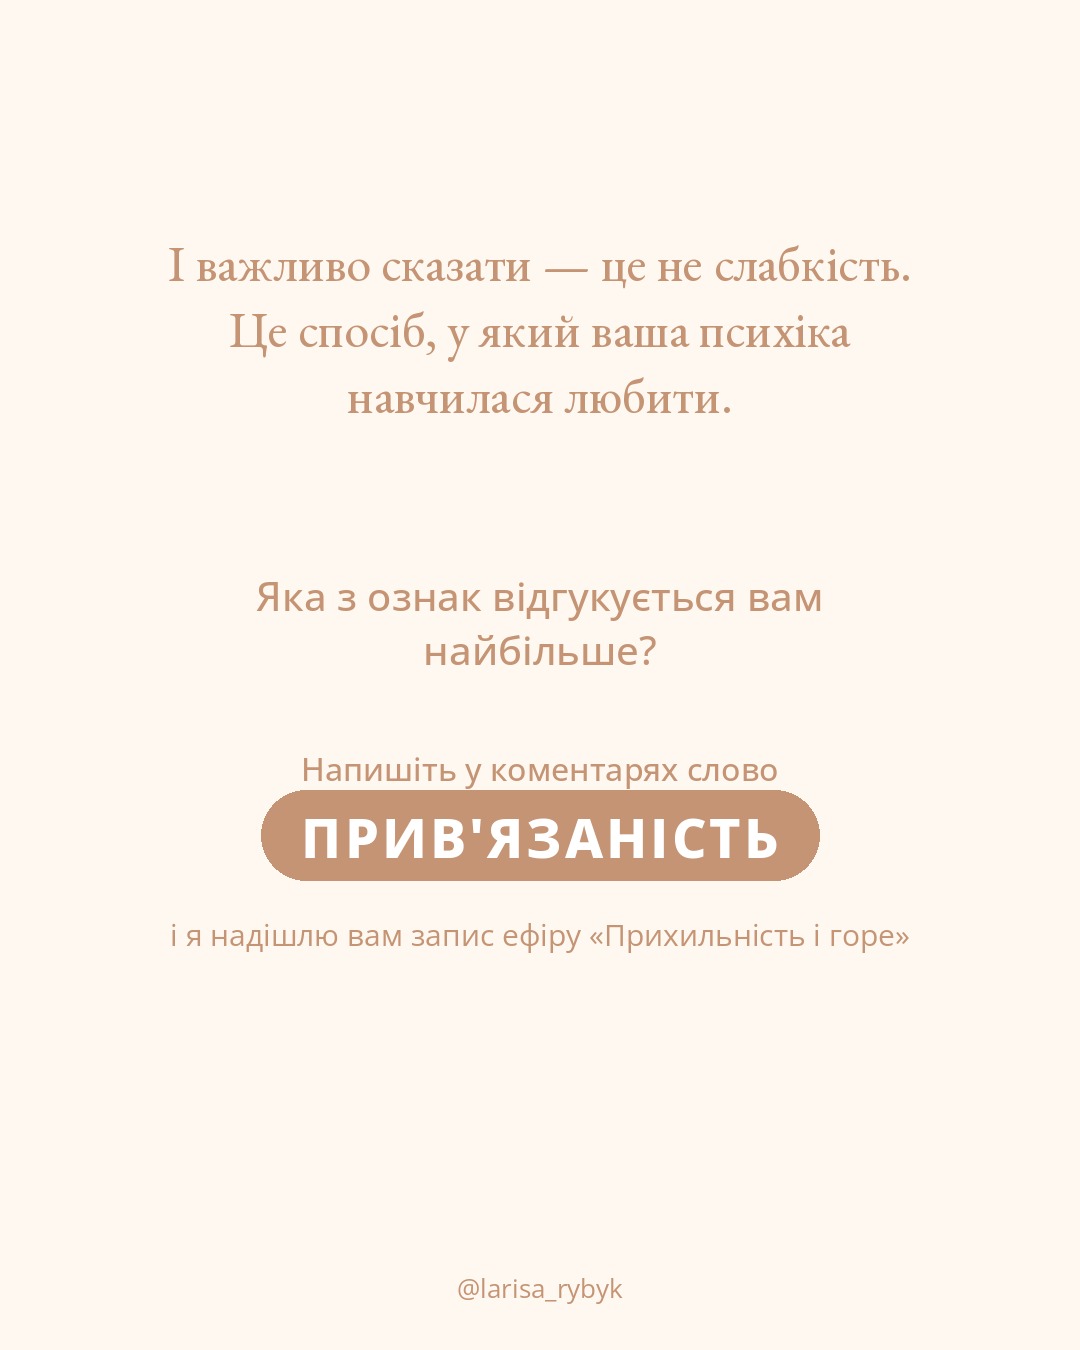 І важливо сказати — це не слабкість.
Це спосіб, у який ваша психіка
навчилася любити.
Яка з ознак відгукується вам
найбільше?
Напишіть у коментарях слово
ПРИВ'ЯЗАНІСТЬ
і я надішлю вам запис ефіру «Прихильність і горе»
@larisa_rybyk